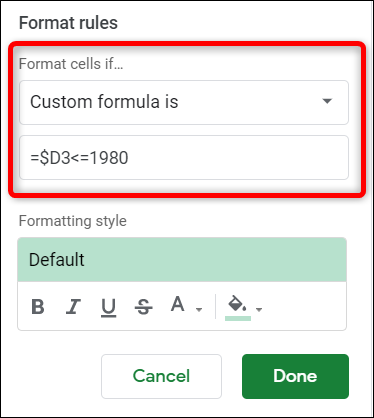 Format rules
Format cells if…
Custom formula is
=$D3<=1980
Formatting style
Default
B I U S A
Cancel Done